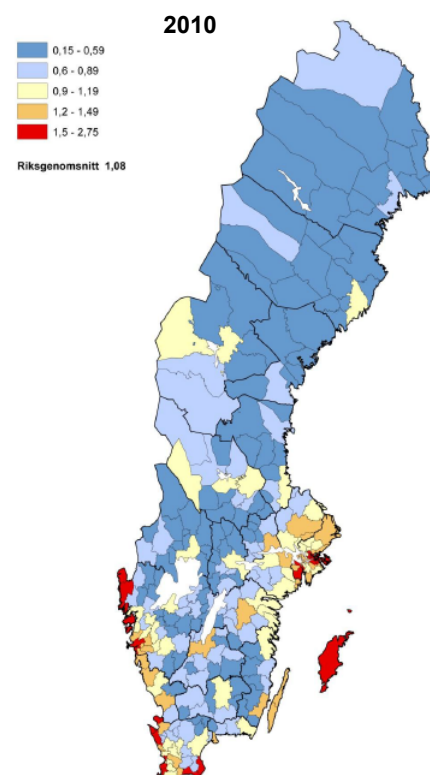 2010
0,15 - 0,59
0,6 - 0,89
0,9 - 1,19
1,2 - 1,49
1,5 - 2,75
Riksgenomsnitt 1,08